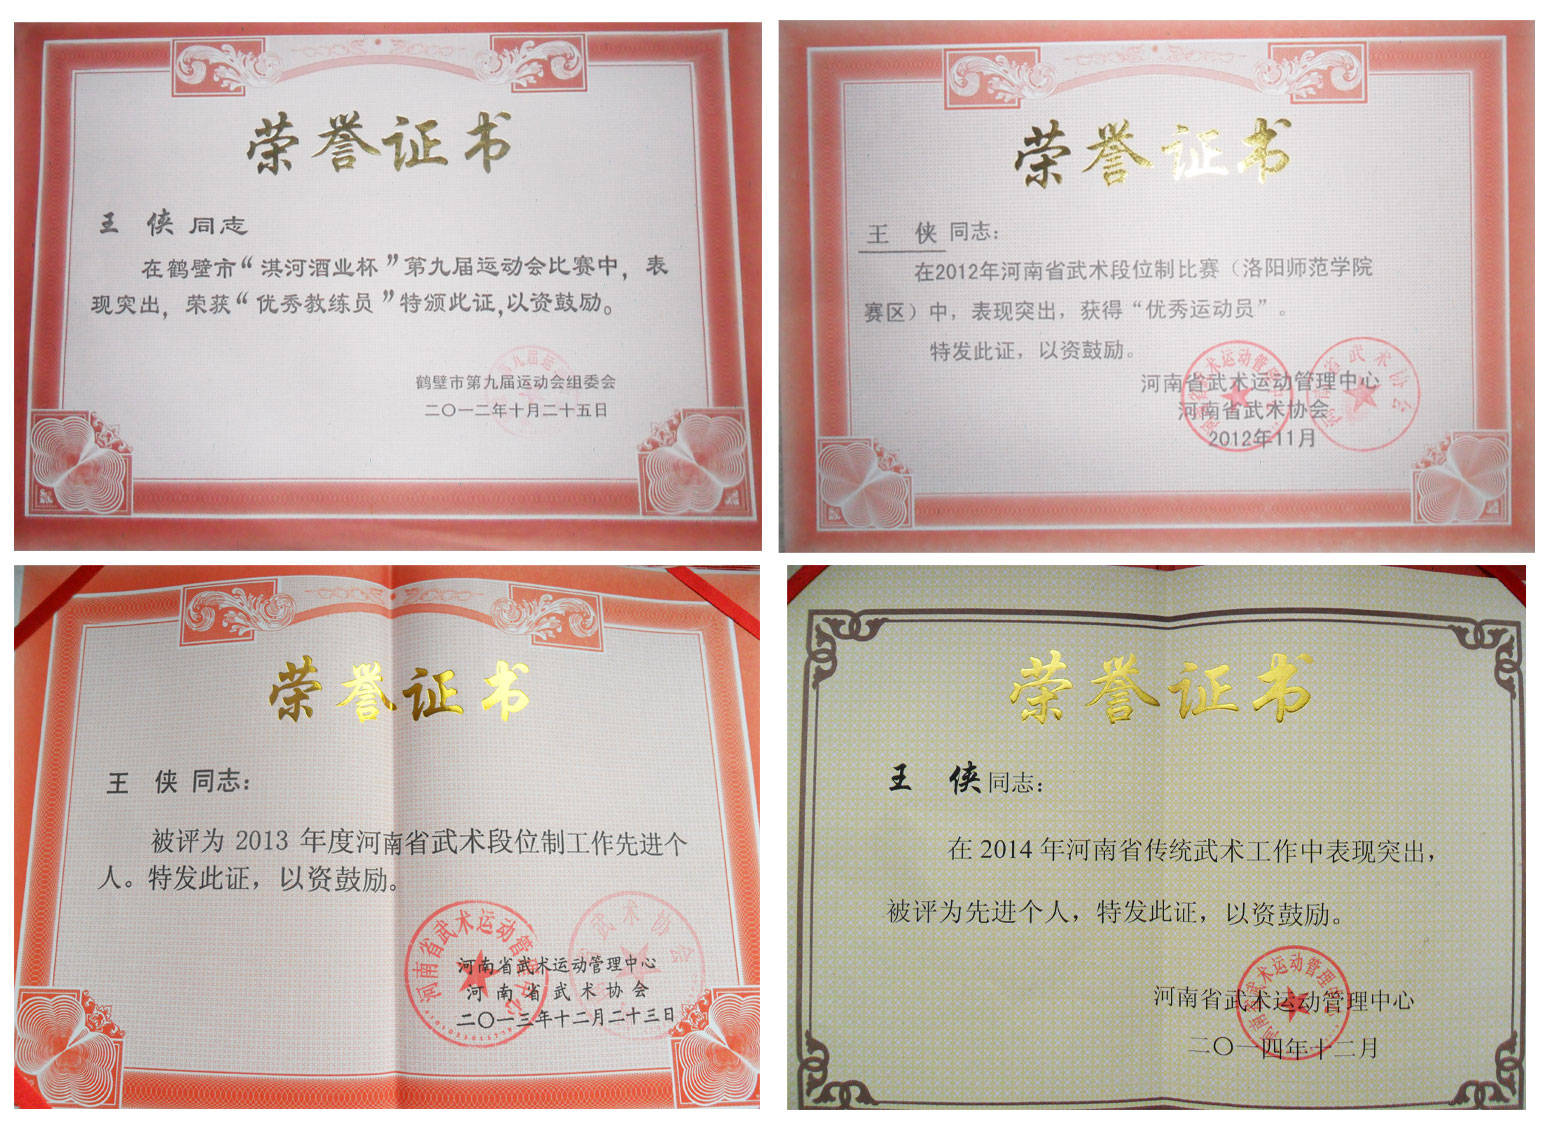 荣誉证书
王 侠 同志
在鹤壁市“淇河酒业杯”第九届运动会比赛中，表
现突出，荣获“优秀教练员”特颁此证,以资鼓励。
鹤壁市第九届运动会组委会
二〇一二年十月二十五日
荣誉证书
王 侠 同志：
在2012年河南省武术段位制比赛（洛阳师范学院
赛区）中，表现突出，获得“优秀运动员”。
特发此证，以资鼓励。
河南省武术运动管理中心
河南省武术协会
2012年11月
荣誉证书
王 侠 同志：
被评为 2013 年度河南省武术段位制工作先进个
人。特发此证，以资鼓励。
河南省武术运动管理中心
河南省武术协会
二〇一三年十二月二十三日
荣誉证书
王 侠 同志：
在 2014 年河南省传统武术工作中表现突出，
被评为先进个人，特发此证，以资鼓励。
河南省武术运动管理中心
二〇一四年十二月